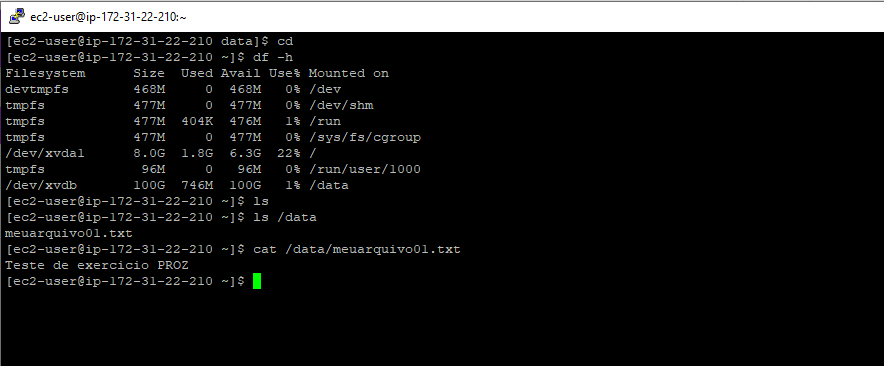 ec2-user@ip-172-31-22-210:~
[ec2-user@ip-172-31-22-210 data]$ cd
[ec2-user@ip-172-31-22-210 ~]$ df -h
Filesystem      Size  Used Avail Use% Mounted on
devtmpfs        468M     0  468M   0% /dev
tmpfs           477M     0  477M   0% /dev/shm
tmpfs           477M  404K  476M   1% /run
tmpfs           477M     0  477M   0% /sys/fs/cgroup
/dev/xvda1      8.0G  1.8G  6.3G  22% /
tmpfs            96M     0   96M   0% /run/user/1000
/dev/xvdb       100G  746M  100G   1% /data
[ec2-user@ip-172-31-22-210 ~]$ ls
[ec2-user@ip-172-31-22-210 ~]$ ls /data
meuarquivo01.txt
[ec2-user@ip-172-31-22-210 ~]$ cat /data/meuarquivo01.txt
Teste de exercicio PROZ
[ec2-user@ip-172-31-22-210 ~]$